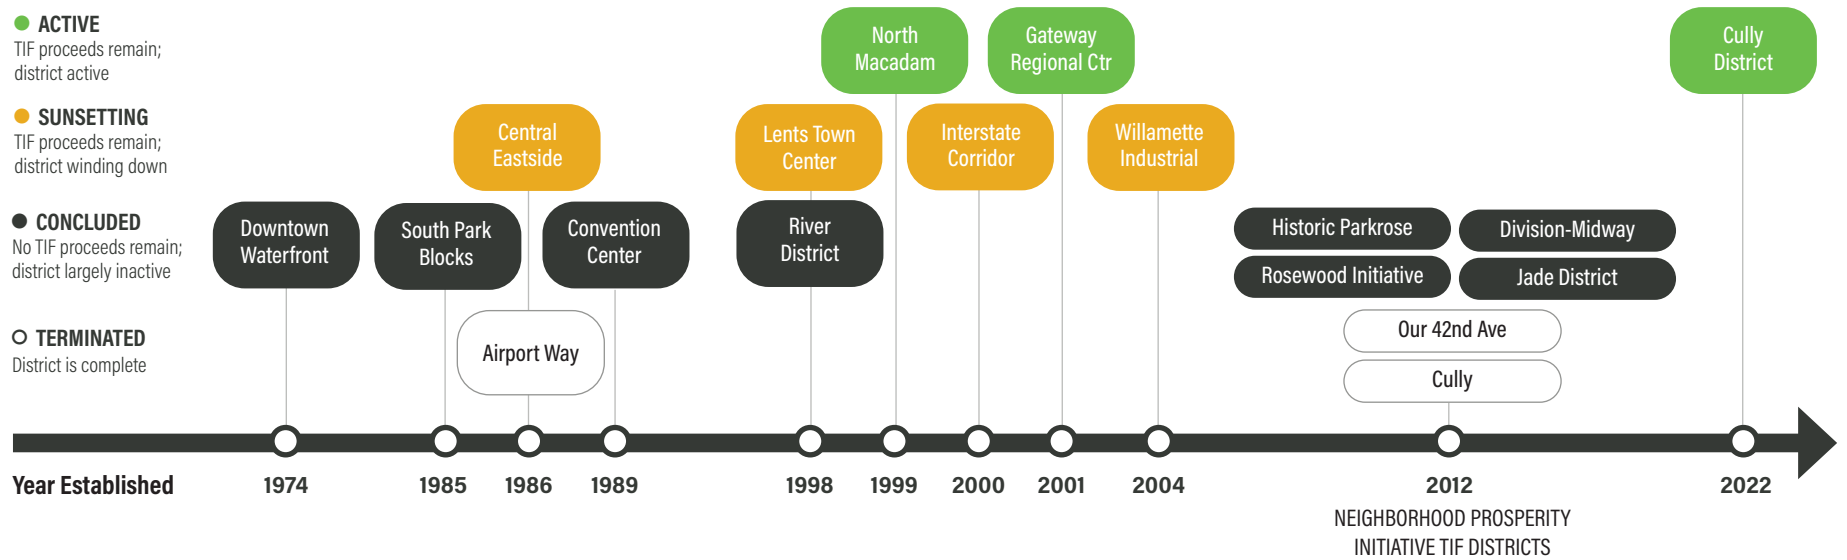 ACTIVE
TIF proceeds remain;
district active
SUNSETTING
TIF proceeds remain;
district winding down
CONCLUDED
No TIF proceeds remain;
district largely inactive
TERMINATED
District is complete
North
Macadam
Gateway
Regional Ctr
Cully
District
Central
Eastside
Lents Town
Center
Interstate
Corridor
Willamette
Industrial
Downtown
Waterfront
South Park
Blocks
Convention
Center
River
District
Historic Parkrose
Division-Midway
Rosewood Initiative
Jade District
Airport Way
Our 42nd Ave
Cully
Year Established
1974
1985
1986
1989
1998
1999
2000
2001
2004
2012
2022
NEIGHBORHOOD PROSPERITY
INITIATIVE TIF DISTRICTS